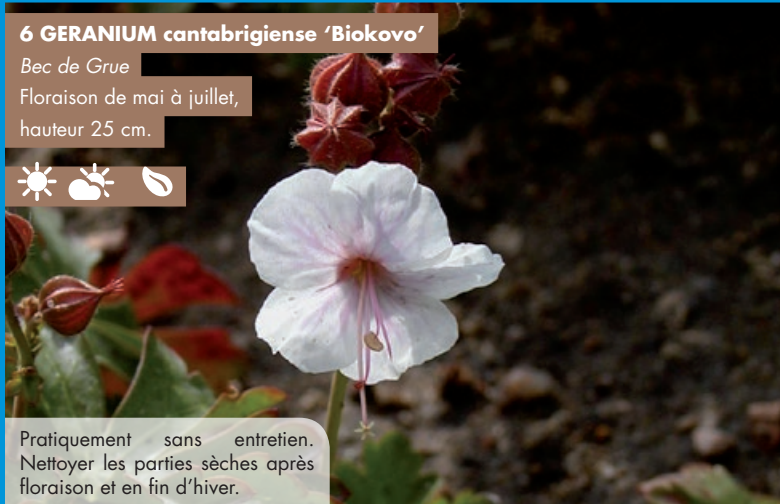 6 GERANIUM cantabrigiense ‘Biokovo’
Bec de Grue
Floraison de mai à juillet,
hauteur 25 cm.
Pratiquement sans entretien.
Nettoyer les parties sèches après
floraison et en fin d’hiver.